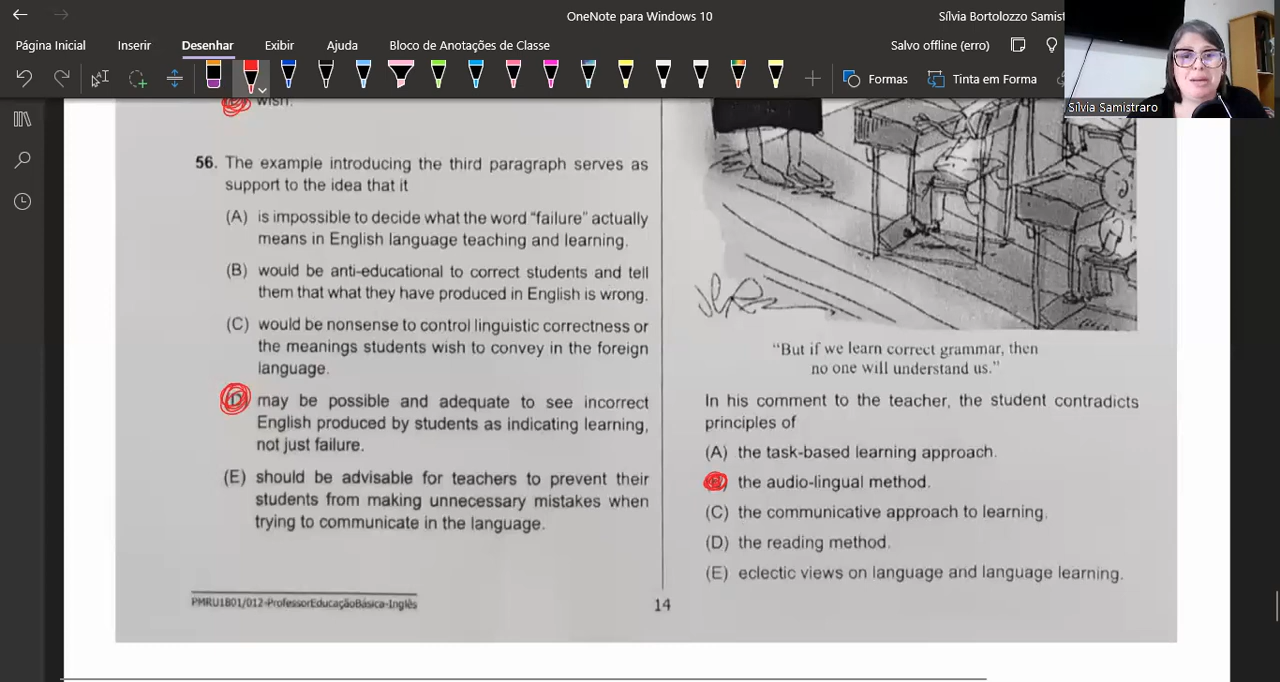 OneNote para Windows 10
Sílvia Bortolozzo Samist
Página Inicial
Inserir
Desenhar
Exibir
Ajuda
Bloco de Anotações de Classe
Salvo offline (erro)
Formas
Tinta em Forma
Sílvia Samistraro
wish.
56. The example introducing the third paragraph serves as
support to the idea that it
(A) is impossible to decide what the word “failure” actually
means in English language teaching and learning.
(B) would be anti-educational to correct students and tell
them that what they have produced in English is wrong.
(C) would be nonsense to control linguistic correctness or
the meanings students wish to convey in the foreign
language.
(D) may be possible and adequate to see incorrect
English produced by students as indicating learning,
not just failure.
(E) should be advisable for teachers to prevent their
students from making unnecessary mistakes when
trying to communicate in the language.
PMRU1801/012-ProfessorEducaçãoBásica-Inglês
14
“But if we learn correct grammar, then
no one will understand us.”
In his comment to the teacher, the student contradicts
principles of
(A) the task-based learning approach.
the audio-lingual method.
(C) the communicative approach to learning.
(D) the reading method.
(E) eclectic views on language and language learning.